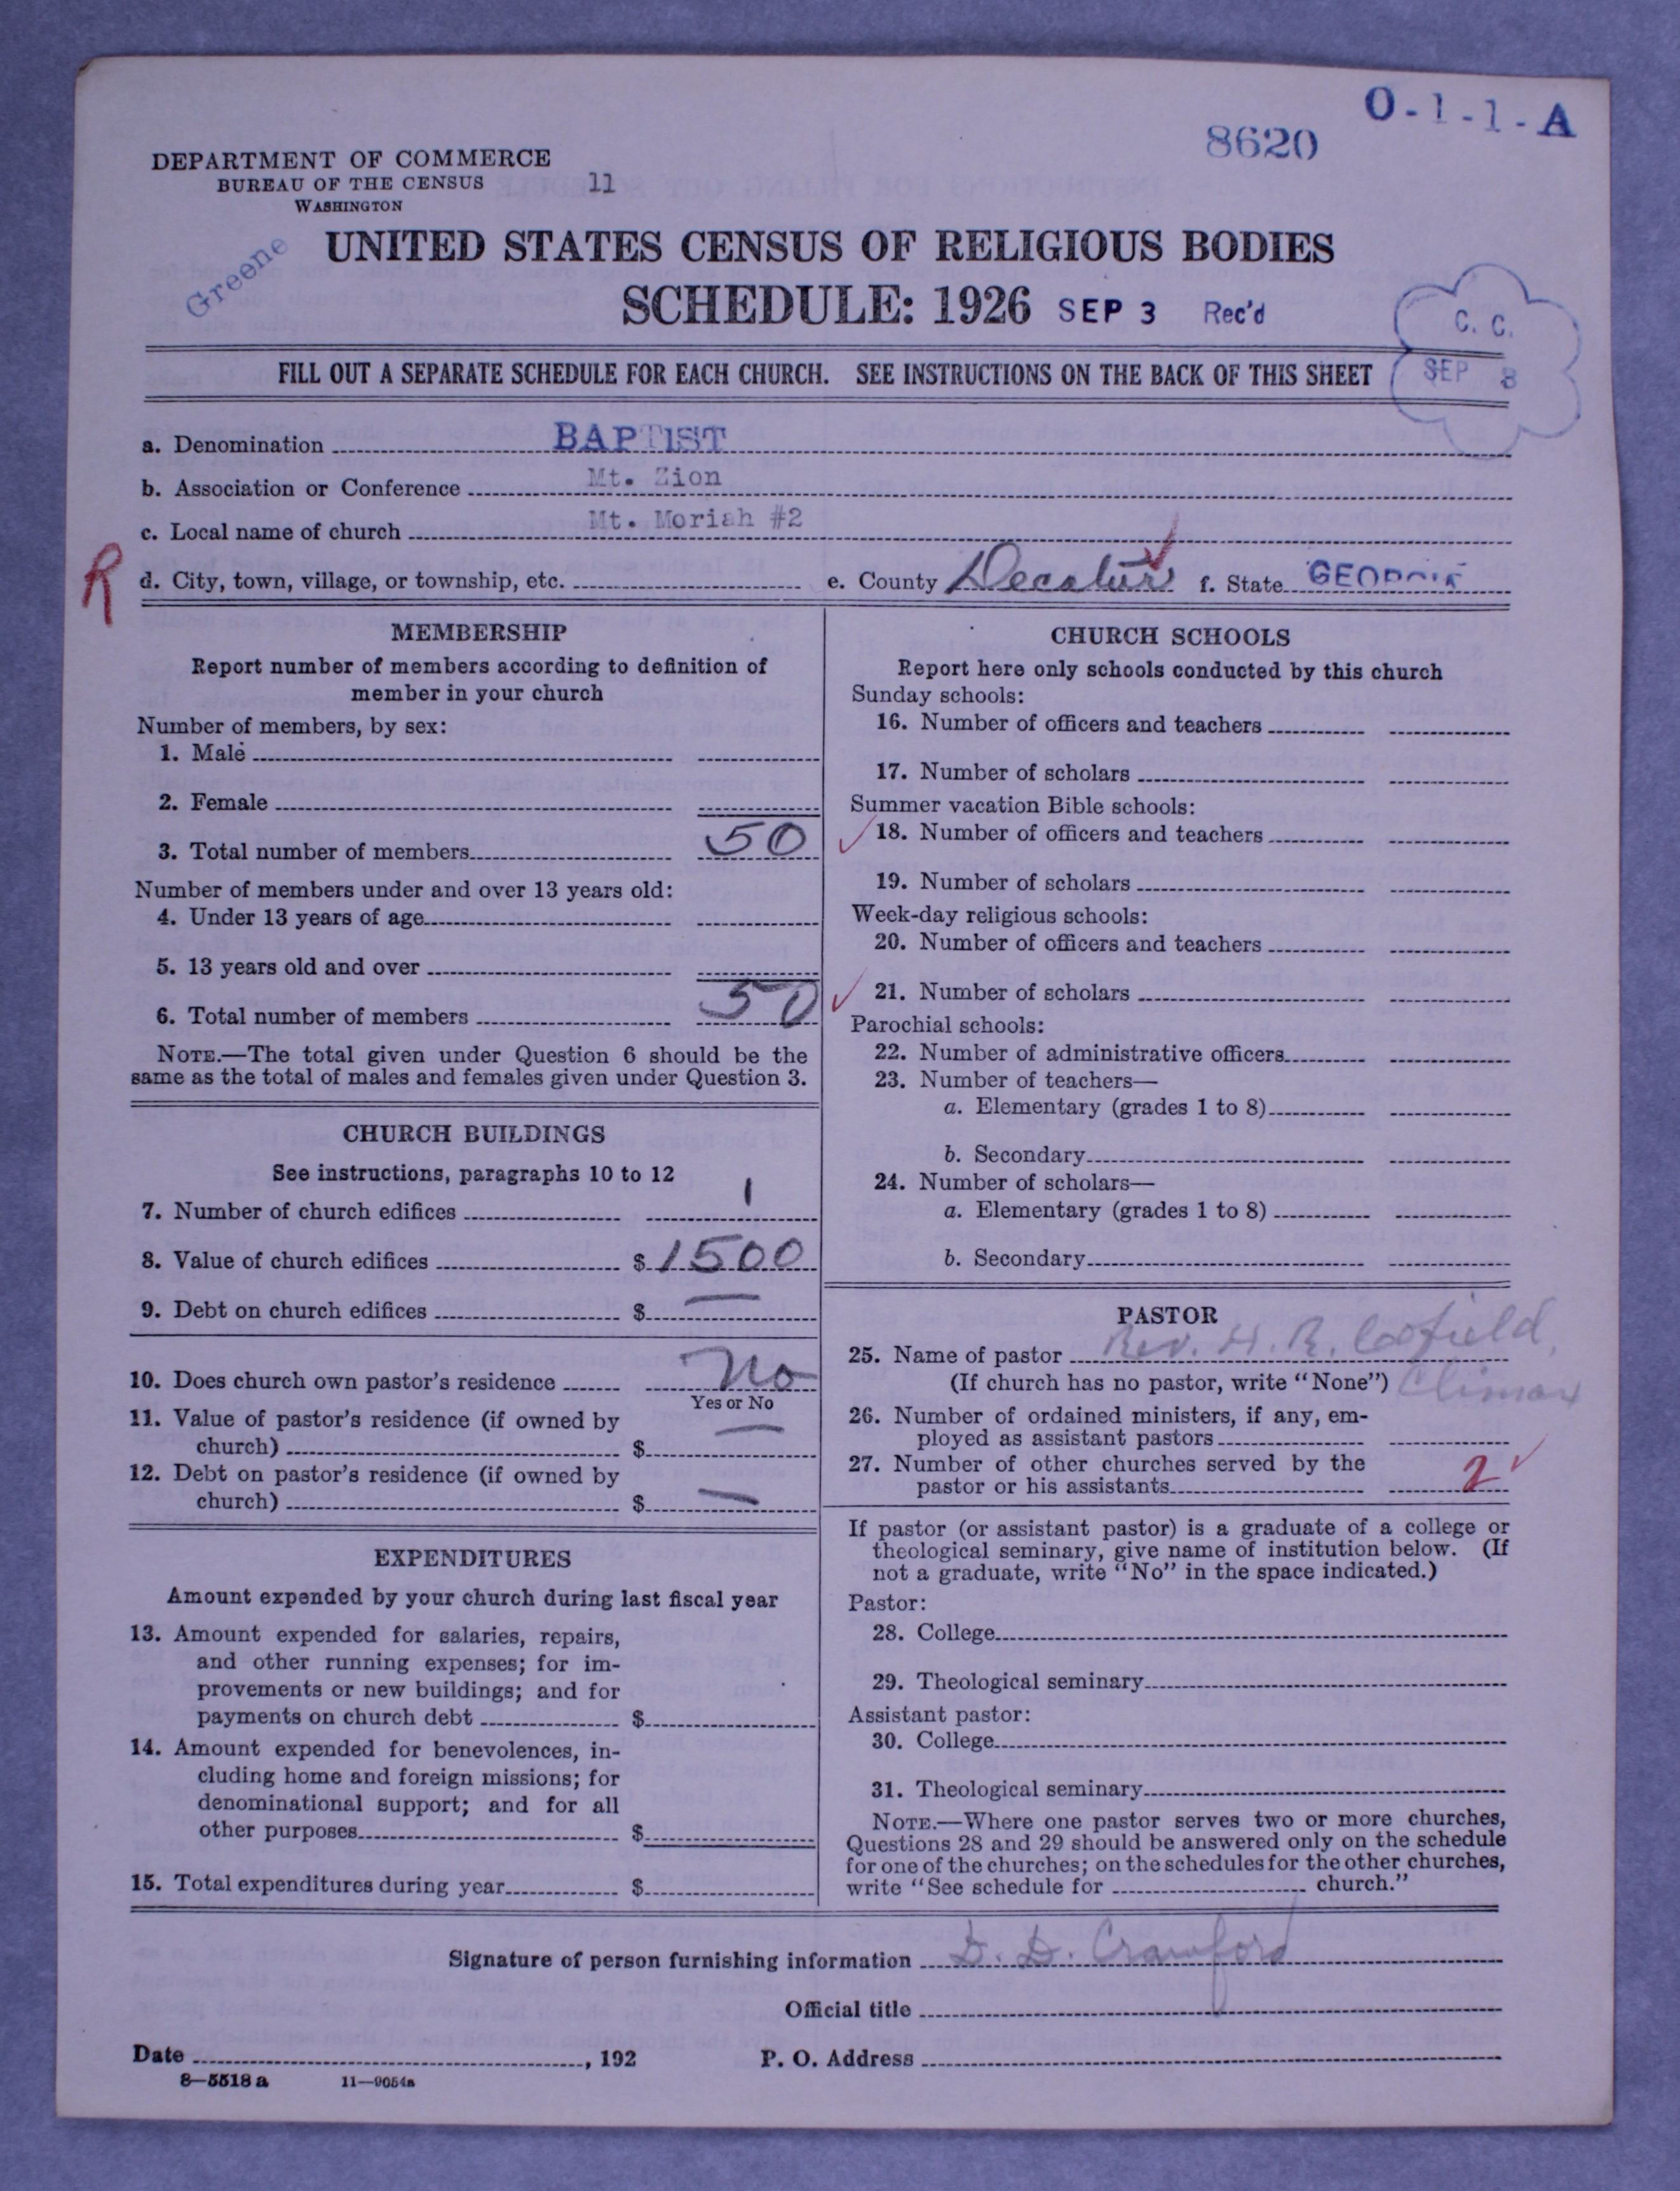 O-1-1-A
8620
DEPARTMENT OF COMMERCE
BUREAU OF THE CENSUS
WASHINGTON
11
Greene
UNITED STATES CENSUS OF RELIGIOUS BODIES
SCHEDULE: 1926 SEP 3 Rec'd
C. C.
SEP 8
FILL OUT A SEPARATE SCHEDULE FOR EACH CHURCH. SEE INSTRUCTIONS ON THE BACK OF THIS SHEET
a. Denomination BAPTIST
b. Association or Conference Mt. Zion
c. Local name of church Mt. Moriah #2
R
d. City, town, village, or township, etc. e. County Decatur f. State GEORGIA
MEMBERSHIP
Report number of members according to definition of
member in your church
Number of members, by sex:
1. Male
2. Female
3. Total number of members 50
Number of members under and over 13 years old:
4. Under 13 years of age
5. 13 years old and over
6. Total number of members 50
NOTE.—The total given under Question 6 should be the
same as the total of males and females given under Question 3.
CHURCH BUILDINGS
See instructions, paragraphs 10 to 12
7. Number of church edifices 1
8. Value of church edifices $ 1500
9. Debt on church edifices $ —
10. Does church own pastor's residence No
Yes or No
11. Value of pastor's residence (if owned by
church) $ —
12. Debt on pastor's residence (if owned by
church) $ —
EXPENDITURES
Amount expended by your church during last fiscal year
13. Amount expended for salaries, repairs,
and other running expenses; for im-
provements or new buildings; and for
payments on church debt $
14. Amount expended for benevolences, in-
cluding home and foreign missions; for
denominational support; and for all
other purposes $
15. Total expenditures during year $
CHURCH SCHOOLS
Report here only schools conducted by this church
Sunday schools:
16. Number of officers and teachers
17. Number of scholars
Summer vacation Bible schools:
18. Number of officers and teachers
19. Number of scholars
Week-day religious schools:
20. Number of officers and teachers
21. Number of scholars
Parochial schools:
22. Number of administrative officers
23. Number of teachers—
a. Elementary (grades 1 to 8)
b. Secondary
24. Number of scholars—
a. Elementary (grades 1 to 8)
b. Secondary
PASTOR
25. Name of pastor Rev. H. R. Cofield,
(If church has no pastor, write "None") Climax
26. Number of ordained ministers, if any, em-
ployed as assistant pastors
27. Number of other churches served by the
pastor or his assistants 2
If pastor (or assistant pastor) is a graduate of a college or
theological seminary, give name of institution below. (If
not a graduate, write "No" in the space indicated.)
Pastor:
28. College
29. Theological seminary
Assistant pastor:
30. College
31. Theological seminary
NOTE.—Where one pastor serves two or more churches,
Questions 28 and 29 should be answered only on the schedule
for one of the churches; on the schedules for the other churches,
write "See schedule for church."
Signature of person furnishing information D. D. Crawford
Official title
Date , 192 P. O. Address
8—5518 a 11—9054a